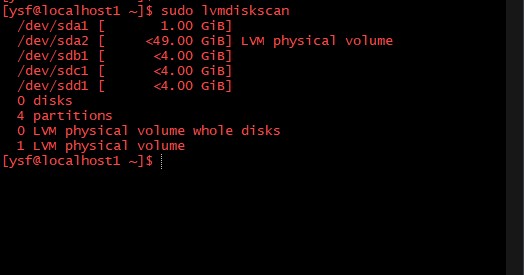 [ysf@localhost1 ~]$ sudo lvmdiskscan
/dev/sda1 [ 1.00 GiB]
/dev/sda2 [ <49.00 GiB] LVM physical volume
/dev/sdb1 [ <4.00 GiB]
/dev/sdc1 [ <4.00 GiB]
/dev/sdd1 [ <4.00 GiB]
0 disks
4 partitions
0 LVM physical volume whole disks
1 LVM physical volume
[ysf@localhost1 ~]$